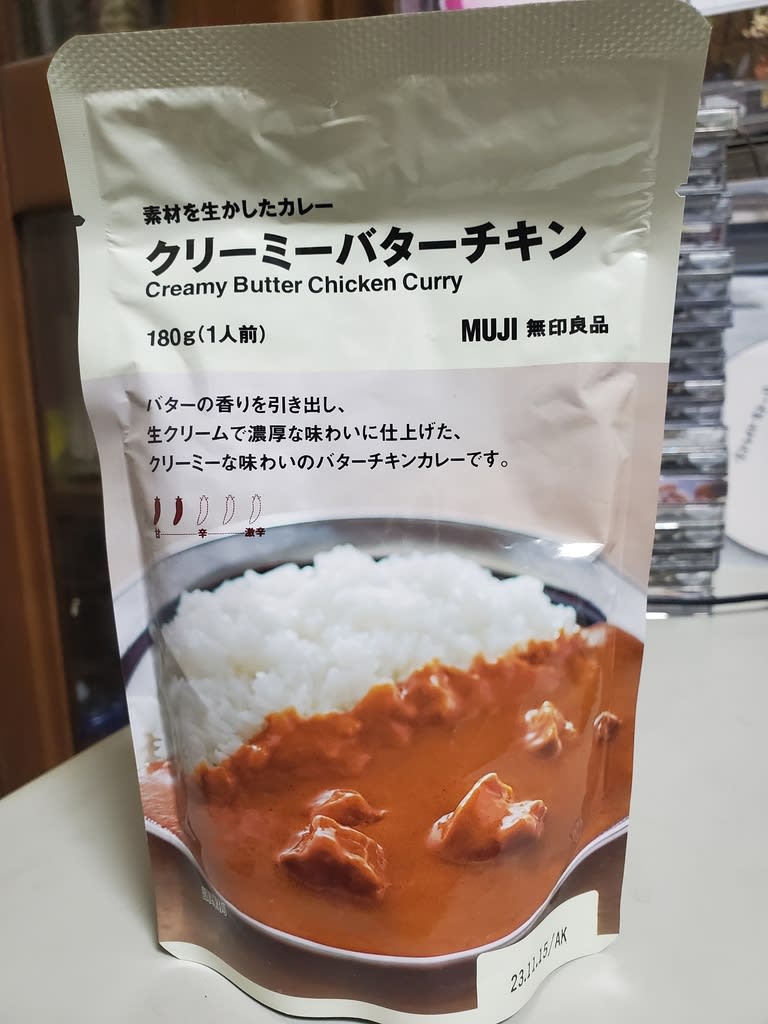 素材を生かしたカレー
クリーミーバターチキン
Creamy Butter Chicken Curry
180g(1人前)
MUJI 無印良品
バターの香りを引き出し、
生クリームで濃厚な味わいに仕上げた、
クリーミーな味わいのバターチキンカレーです。
甘 辛 激辛
23.11.15/AK